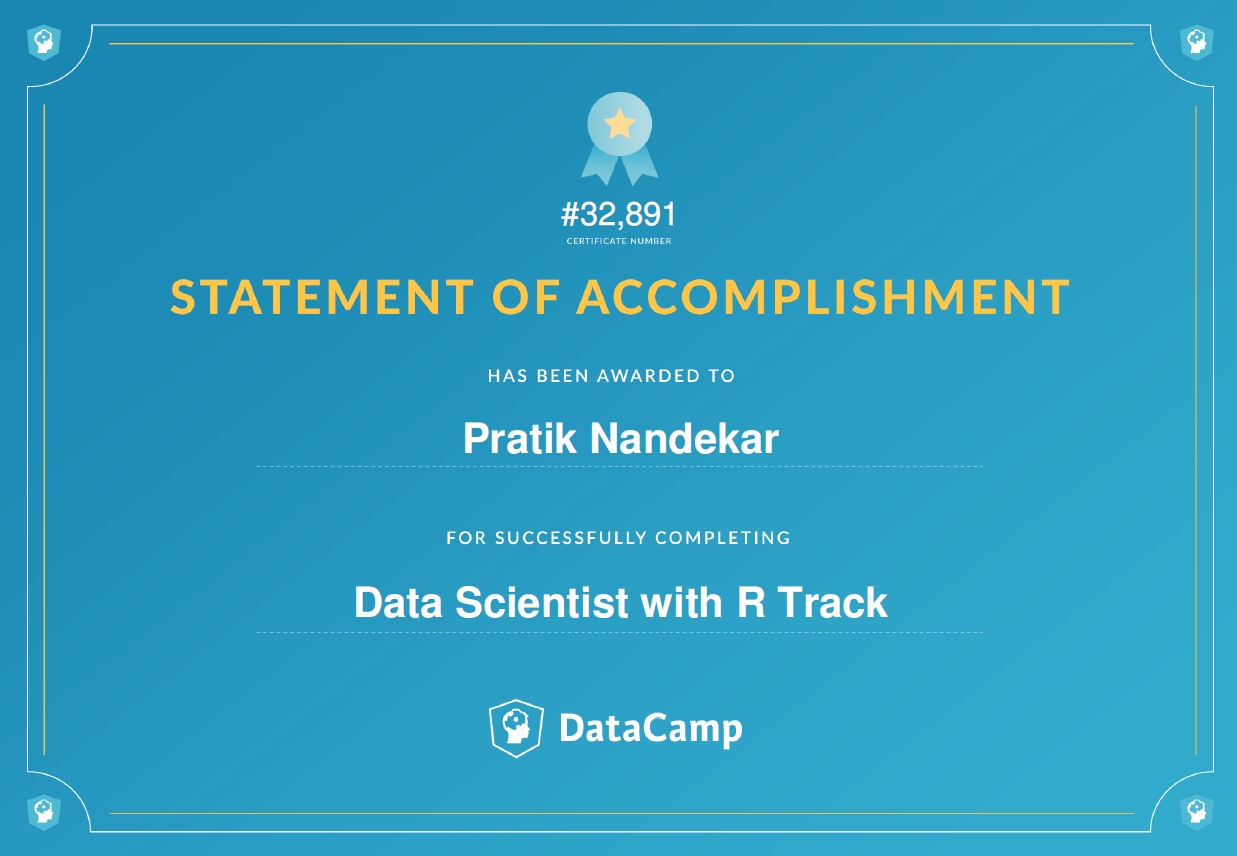 #32,891
CERTIFICATE NUMBER
STATEMENT OF ACCOMPLISHMENT
HAS BEEN AWARDED TO
Pratik Nandekar
FOR SUCCESSFULLY COMPLETING
Data Scientist with R Track
DataCamp